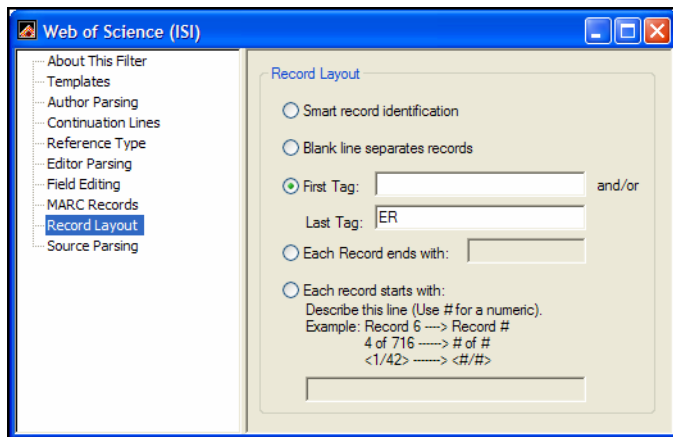 Web of Science (ISI)
About This Filter
Templates
Author Parsing
Continuation Lines
Reference Type
Editor Parsing
Field Editing
MARC Records
Record Layout
Source Parsing
Record Layout
Smart record identification
Blank line separates records
First Tag: and/or
Last Tag: ER
Each Record ends with:
Each record starts with:
Describe this line (Use # for a numeric).
Example: Record 6 ----> Record #
4 of 716 ------> # of #
<1/42> -------> <#/#>